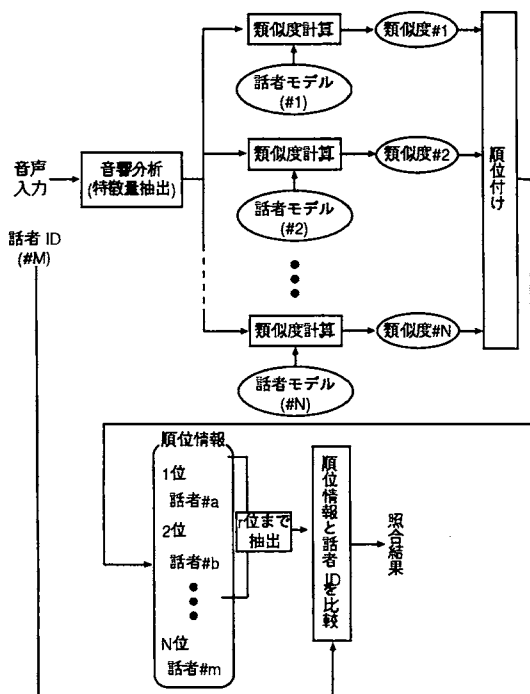 類似度計算
類似度#1
話者モデル
(#1)
音声
入力
音響分析
(特徴量抽出)
類似度計算
類似度#2
話者モデル
(#2)
順位付け
話者 ID
(#M)
類似度計算
類似度#N
話者モデル
(#N)
順位情報
1位
話者#a
2位
話者#b
N位
話者#m
r位まで
抽出
順位情報と話者IDを比較
照合結果